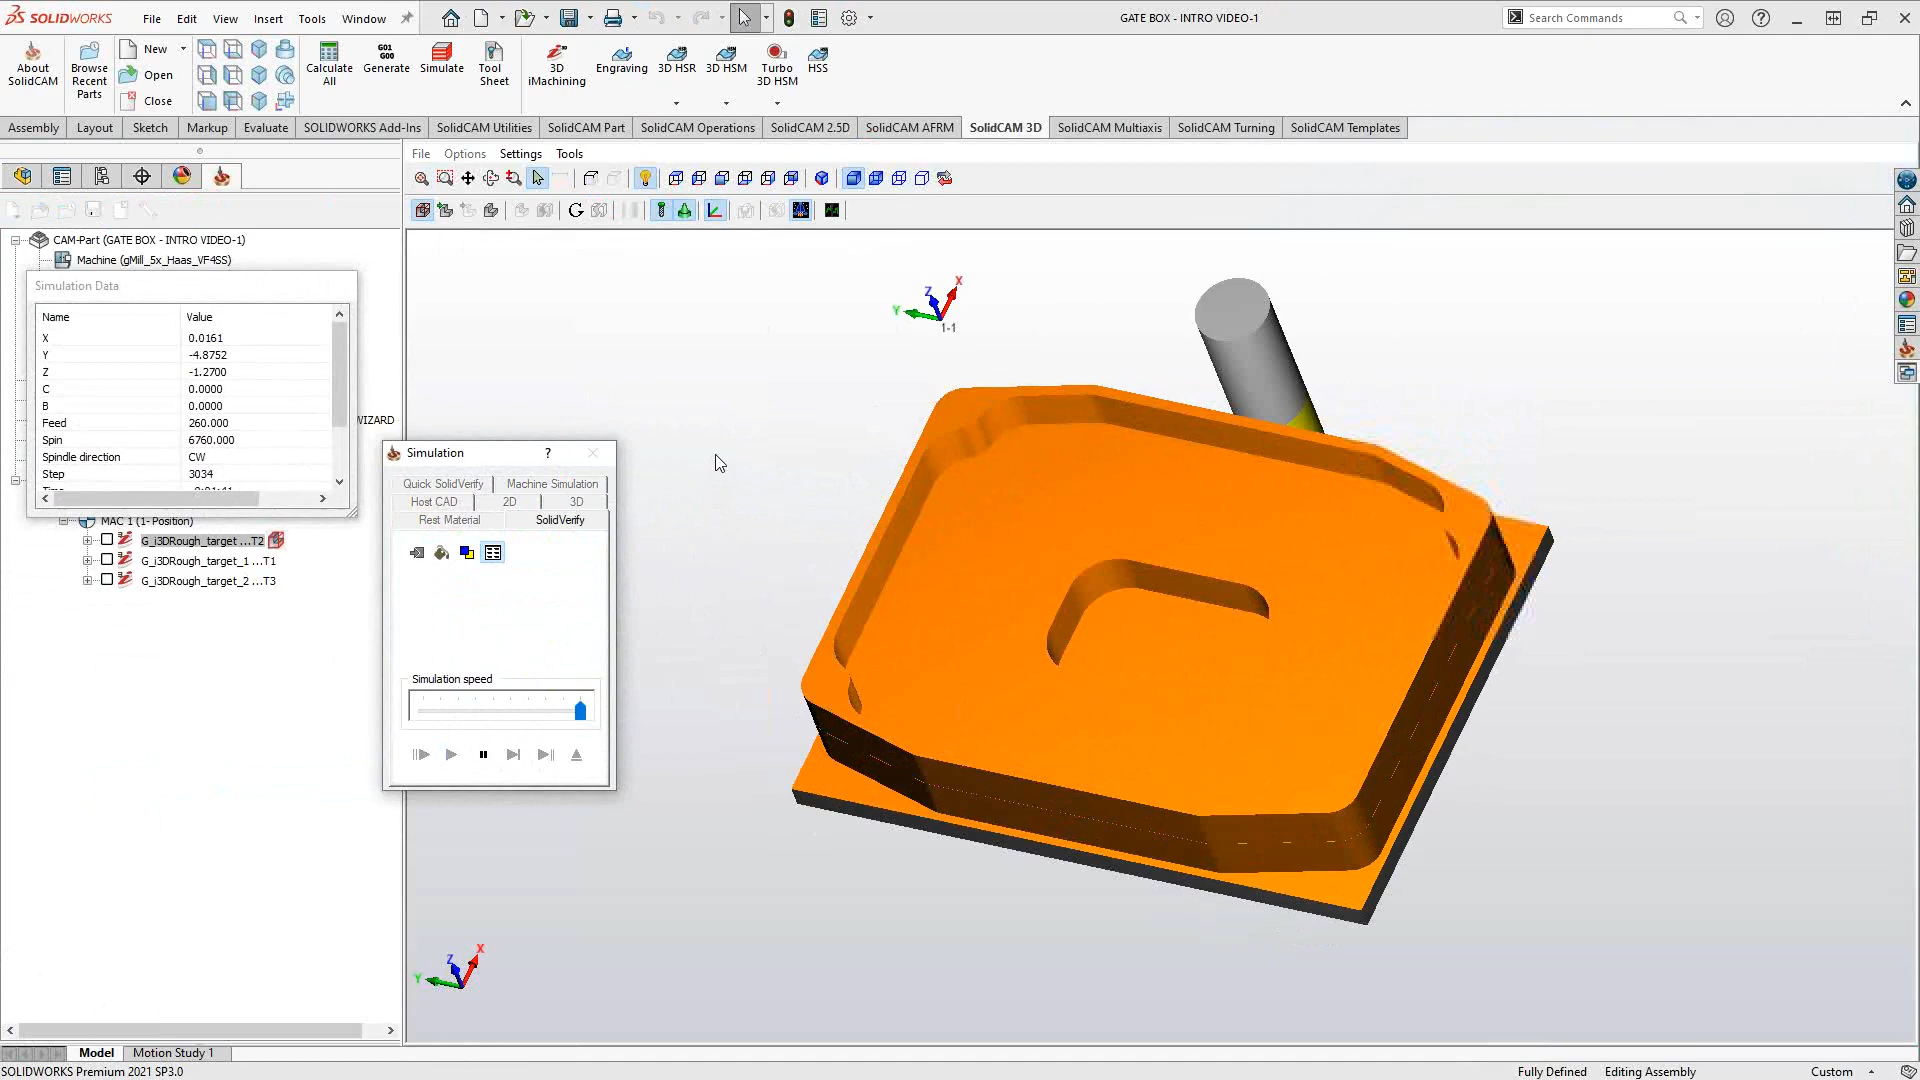 SOLIDWORKS File Edit View Insert Tools Window GATE BOX - INTRO VIDEO-1 Search Commands
About SolidCAM
Browse Recent Parts
New
Open
Close
Calculate All
G01 G00
Generate
Simulate
Tool Sheet
3D iMachining
Engraving
3D HSR
3D HSM
Turbo 3D HSM
HSS
Assembly Layout Sketch Markup Evaluate SOLIDWORKS Add-Ins SolidCAM Utilities SolidCAM Part SolidCAM Operations SolidCAM 2.5D SolidCAM AFRM SolidCAM 3D SolidCAM Multiaxis SolidCAM Turning SolidCAM Templates
File Options Settings Tools
CAM-Part (GATE BOX - INTRO VIDEO-1)
Machine (gMill_5x_Haas_VF4SS)
Simulation Data
Name Value
X 0.0161
Y -4.8752
Z -1.2700
C 0.0000
B 0.0000
Feed 260.000
Spin 6760.000
Spindle direction CW
Step 3034
WIZARD
MAC 1 (1- Position)
G_i3DRough_target ...T2
G_i3DRough_target_1 ...T1
G_i3DRough_target_2 ...T3
Simulation ?
Quick SolidVerify Machine Simulation
Host CAD 2D 3D
Rest Material SolidVerify
Simulation speed
X
Z
Y
1-1
X
Z
Y
Model Motion Study 1
SOLIDWORKS Premium 2021 SP3.0 Fully Defined Editing Assembly Custom